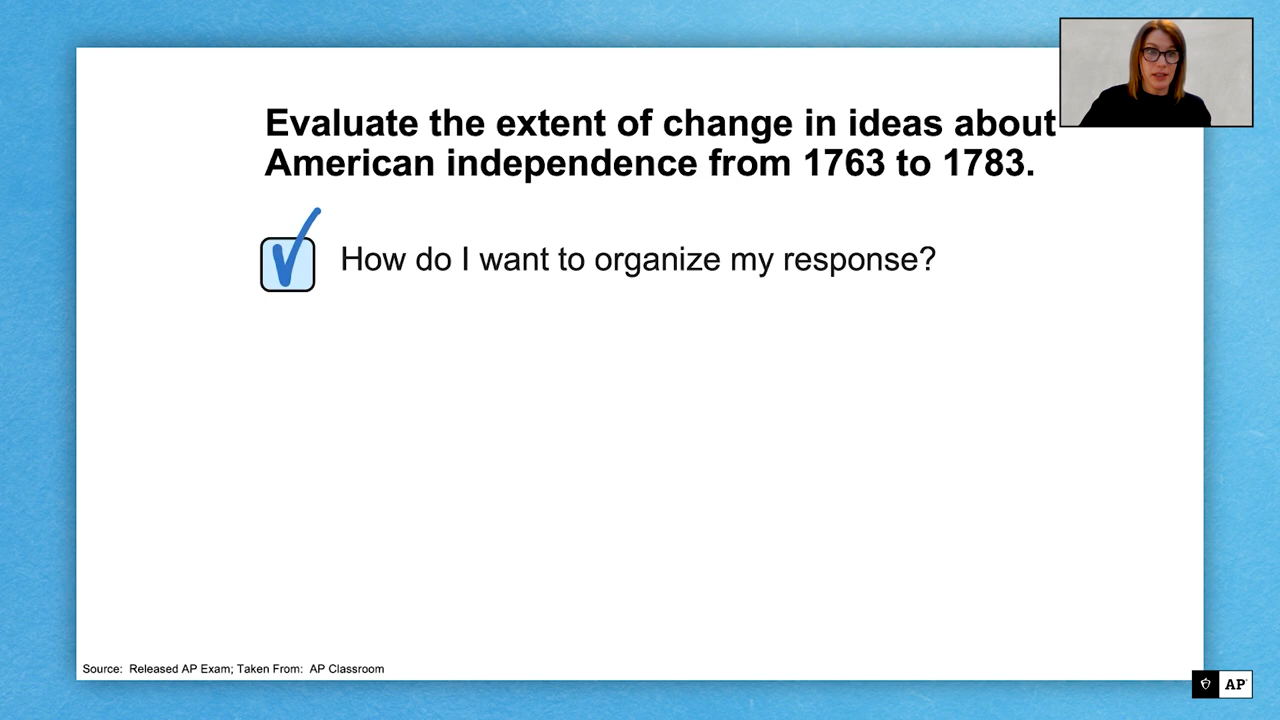 Evaluate the extent of change in ideas about
American independence from 1763 to 1783.
How do I want to organize my response?
Source: Released AP Exam; Taken From: AP Classroom
AP